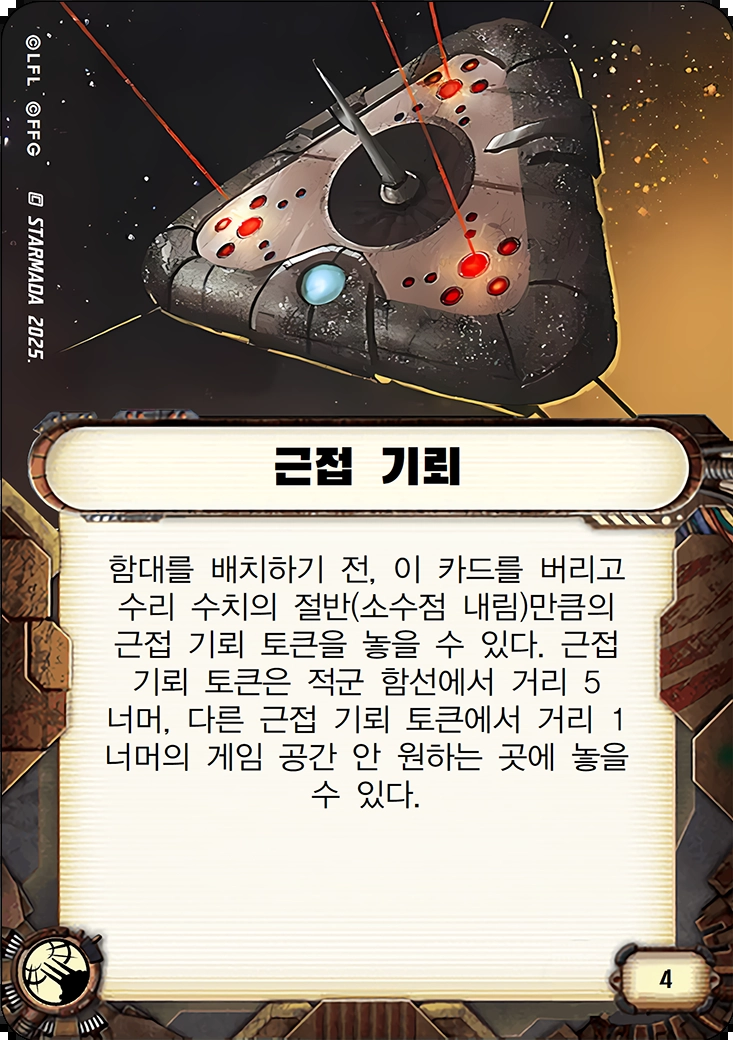 ©LFL ©FFG
STARMADA 2025.
근접 기뢰
함대를 배치하기 전, 이 카드를 버리고
수리 수치의 절반(소수점 내림)만큼의
근접 기뢰 토큰을 놓을 수 있다. 근접
기뢰 토큰은 적군 함선에서 거리 5
너머, 다른 근접 기뢰 토큰에서 거리 1
너머의 게임 공간 안 원하는 곳에 놓을
수 있다.
4